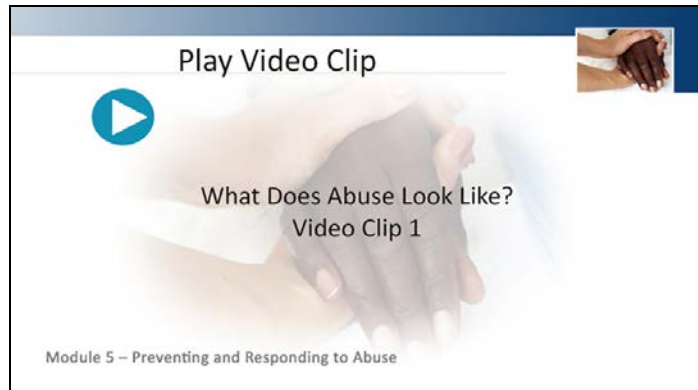 Play Video Clip
What Does Abuse Look Like?
Video Clip 1
Module 5 – Preventing and Responding to Abuse